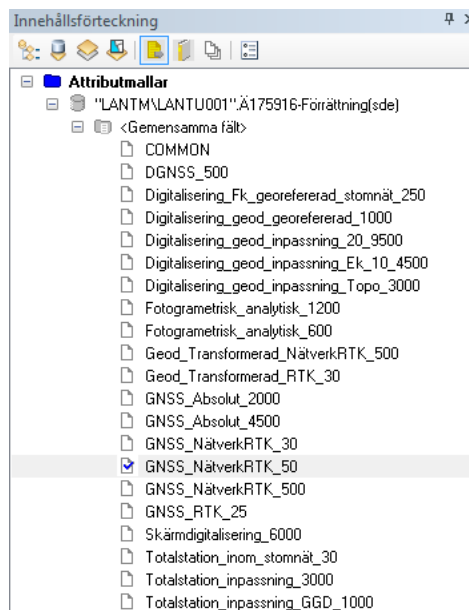 Innehållsförteckning
Attributmallar
"LANTM\LANTU001".Ä175916-Förrättning(sde)
<Gemensamma fält>
COMMON
DGNSS_500
Digitalisering_Fk_georefererad_stomnät_250
Digitalisering_geod_georefererad_1000
Digitalisering_geod_inpassning_20_9500
Digitalisering_geod_inpassning_Ek_10_4500
Digitalisering_geod_inpassning_Topo_3000
Fotogrametrisk_analytisk_1200
Fotogrametrisk_analytisk_600
Geod_Transformerad_NätverkRTK_500
Geod_Transformerad_RTK_30
GNSS_Absolut_2000
GNSS_Absolut_4500
GNSS_NätverkRTK_30
GNSS_NätverkRTK_50
GNSS_NätverkRTK_500
GNSS_RTK_25
Skärmdigitalisering_6000
Totalstation_inom_stomnät_30
Totalstation_inpassning_3000
Totalstation_inpassning_GGD_1000